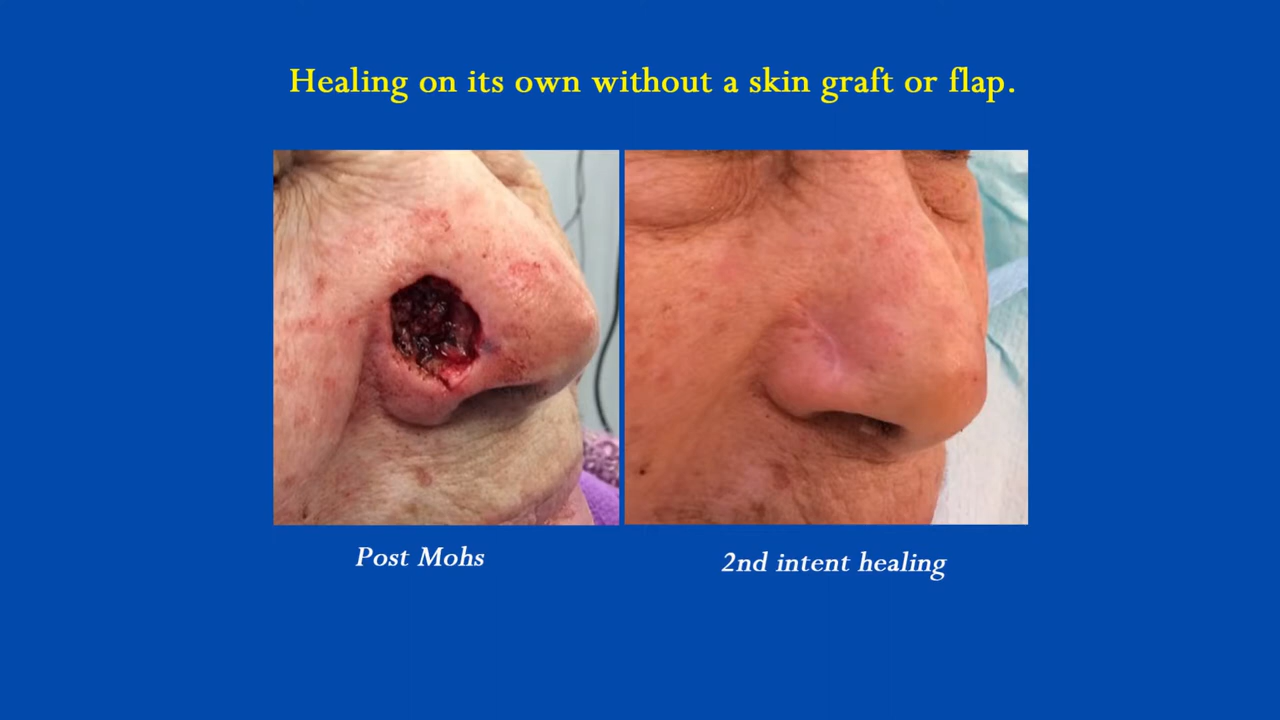 Healing on its own without a skin graft or flap.
Post Mohs
2nd intent healing